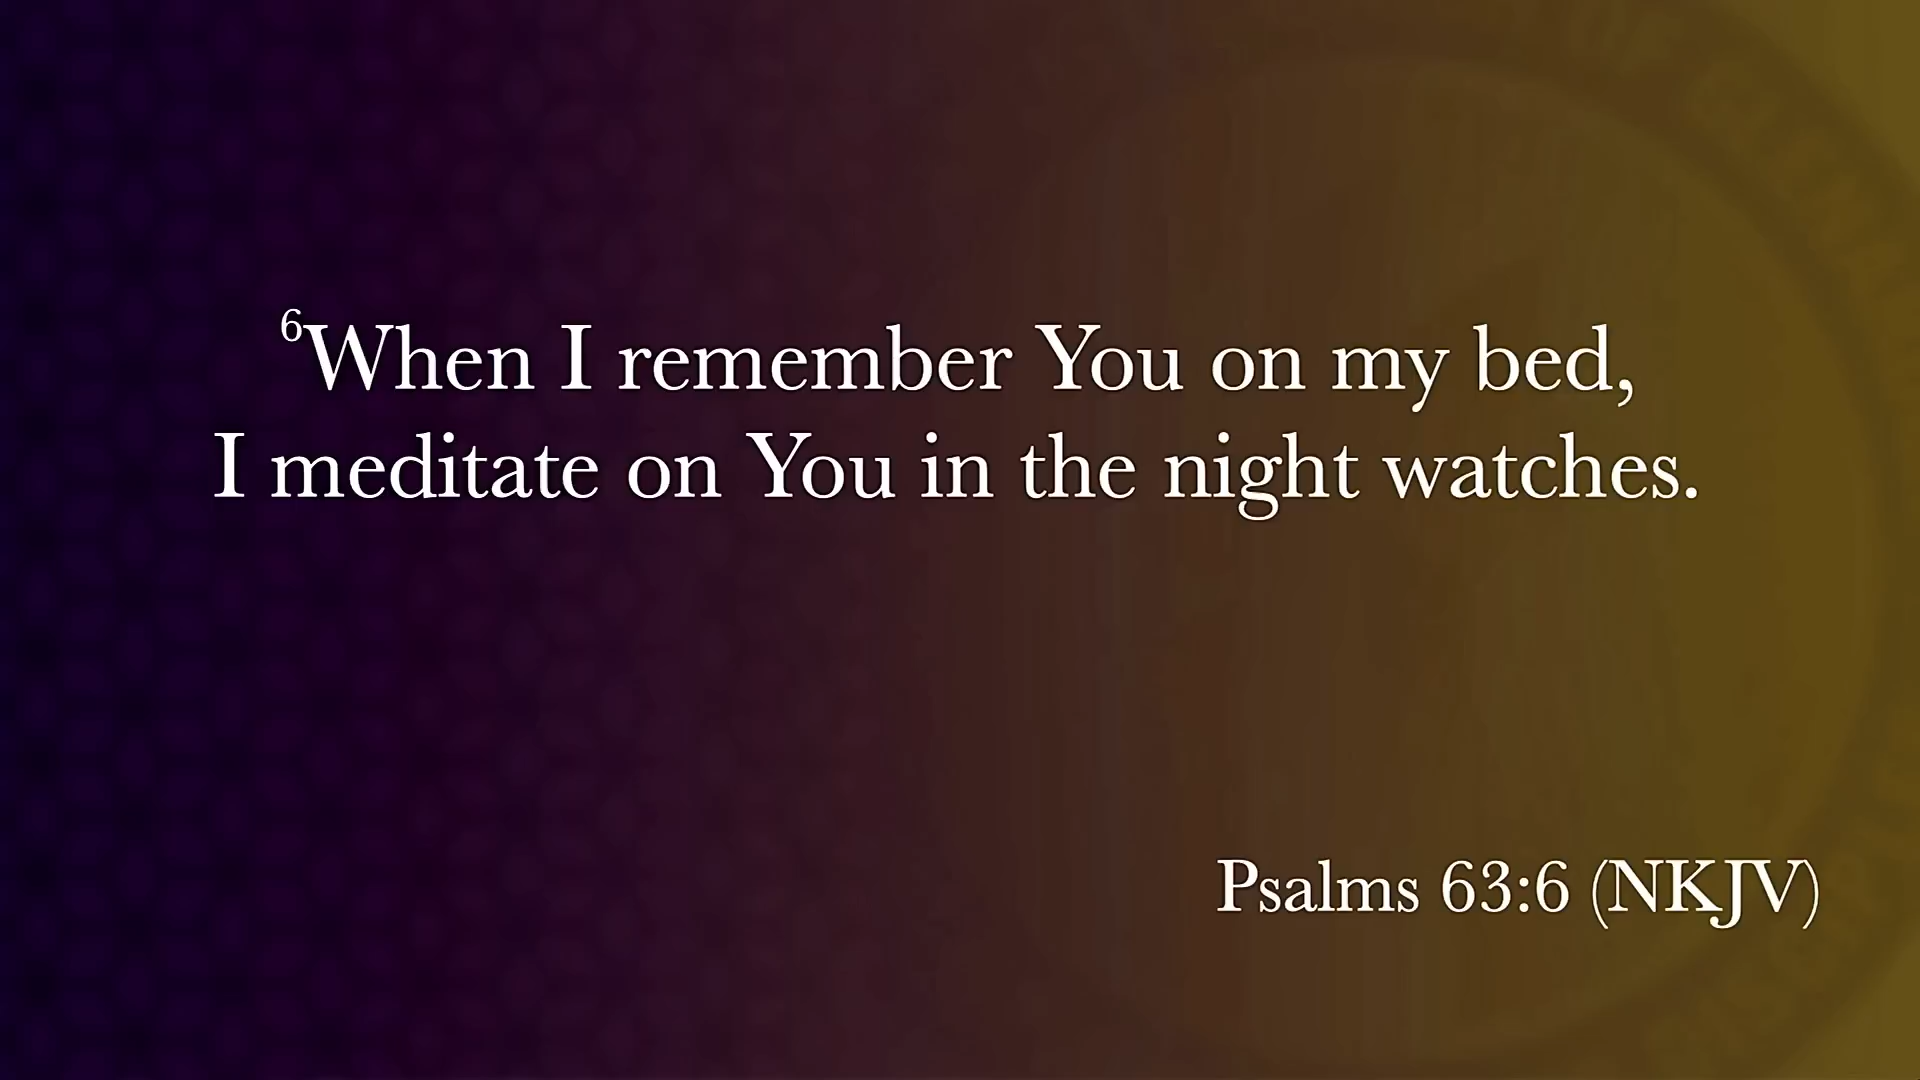 ⁶When I remember You on my bed,
I meditate on You in the night watches.
Psalms 63:6 (NKJV)